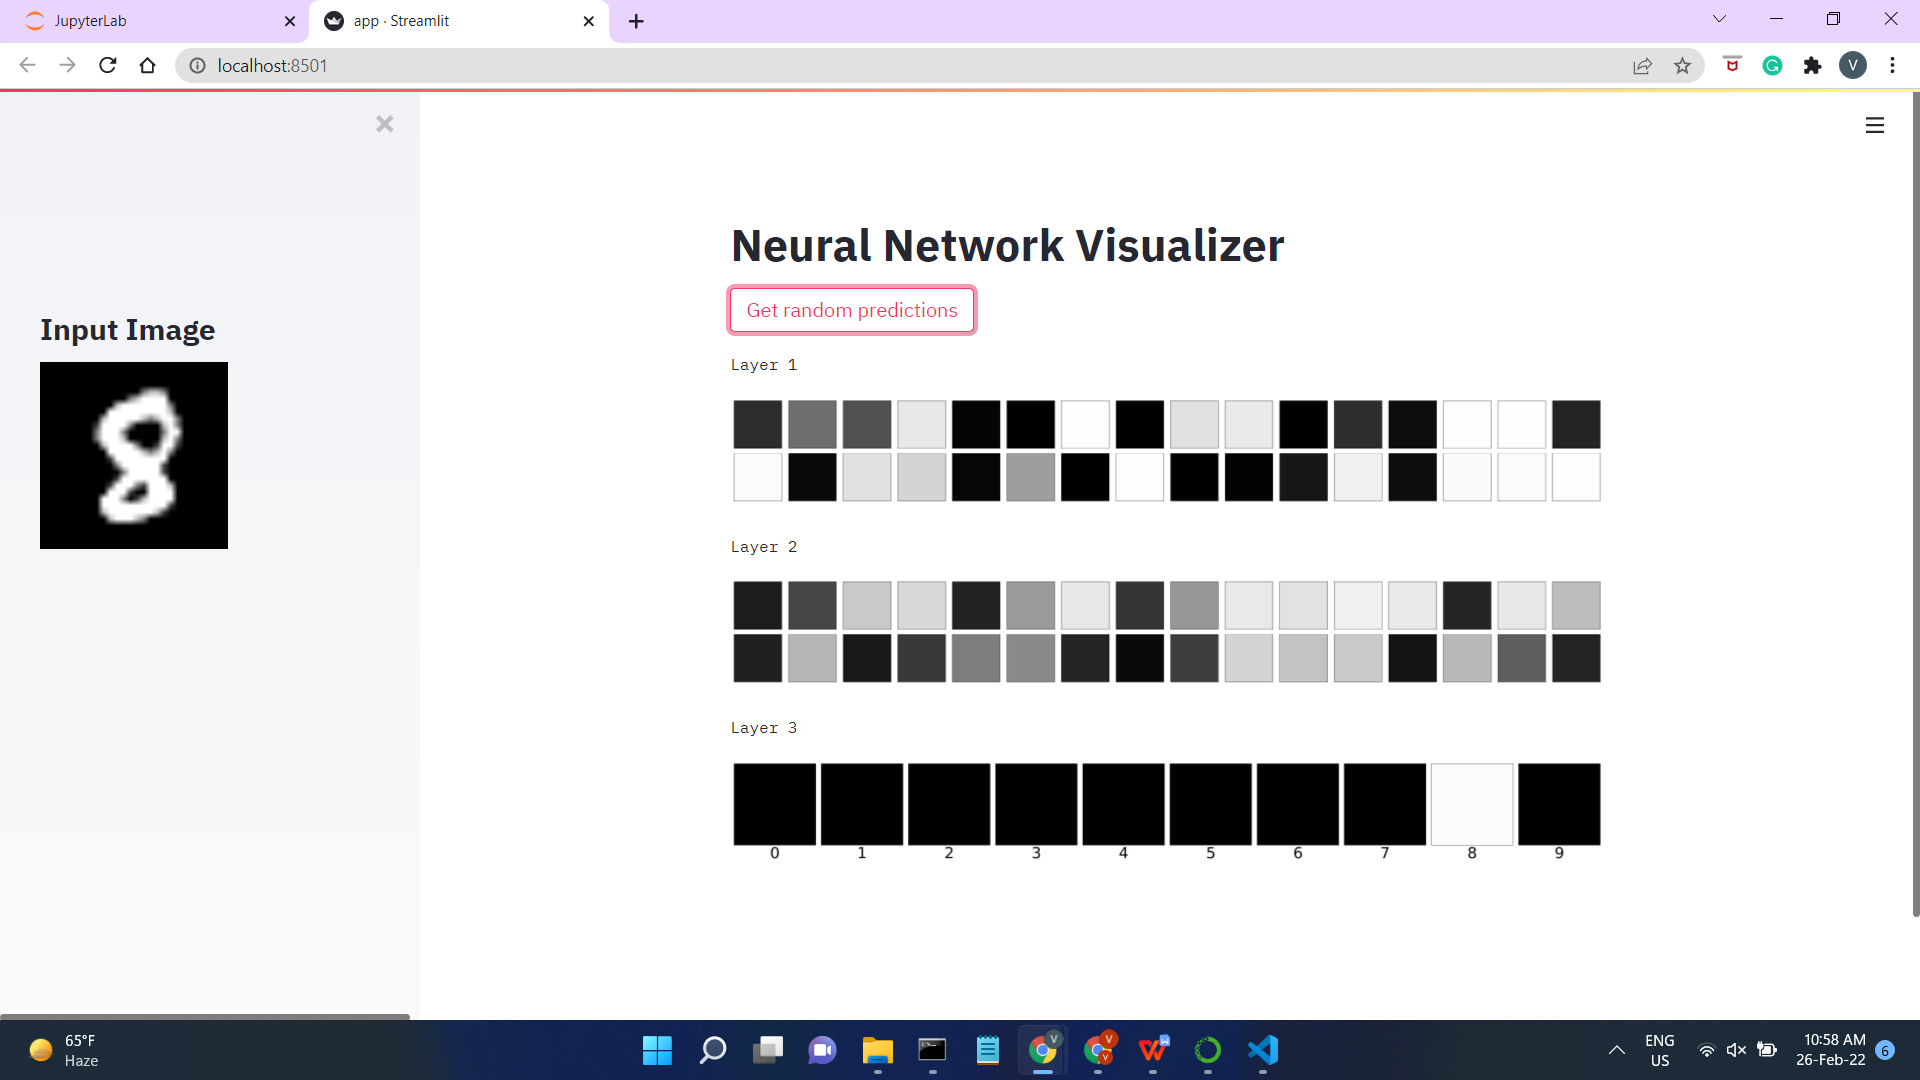 JupyterLab
app · Streamlit
localhost:8501
V
Input Image
8
Neural Network Visualizer
Get random predictions
Layer 1
Layer 2
Layer 3
0 1 2 3 4 5 6 7 8 9
65°F
Haze
V
V
V
W
ENG
US
10:58 AM
26-Feb-22
6